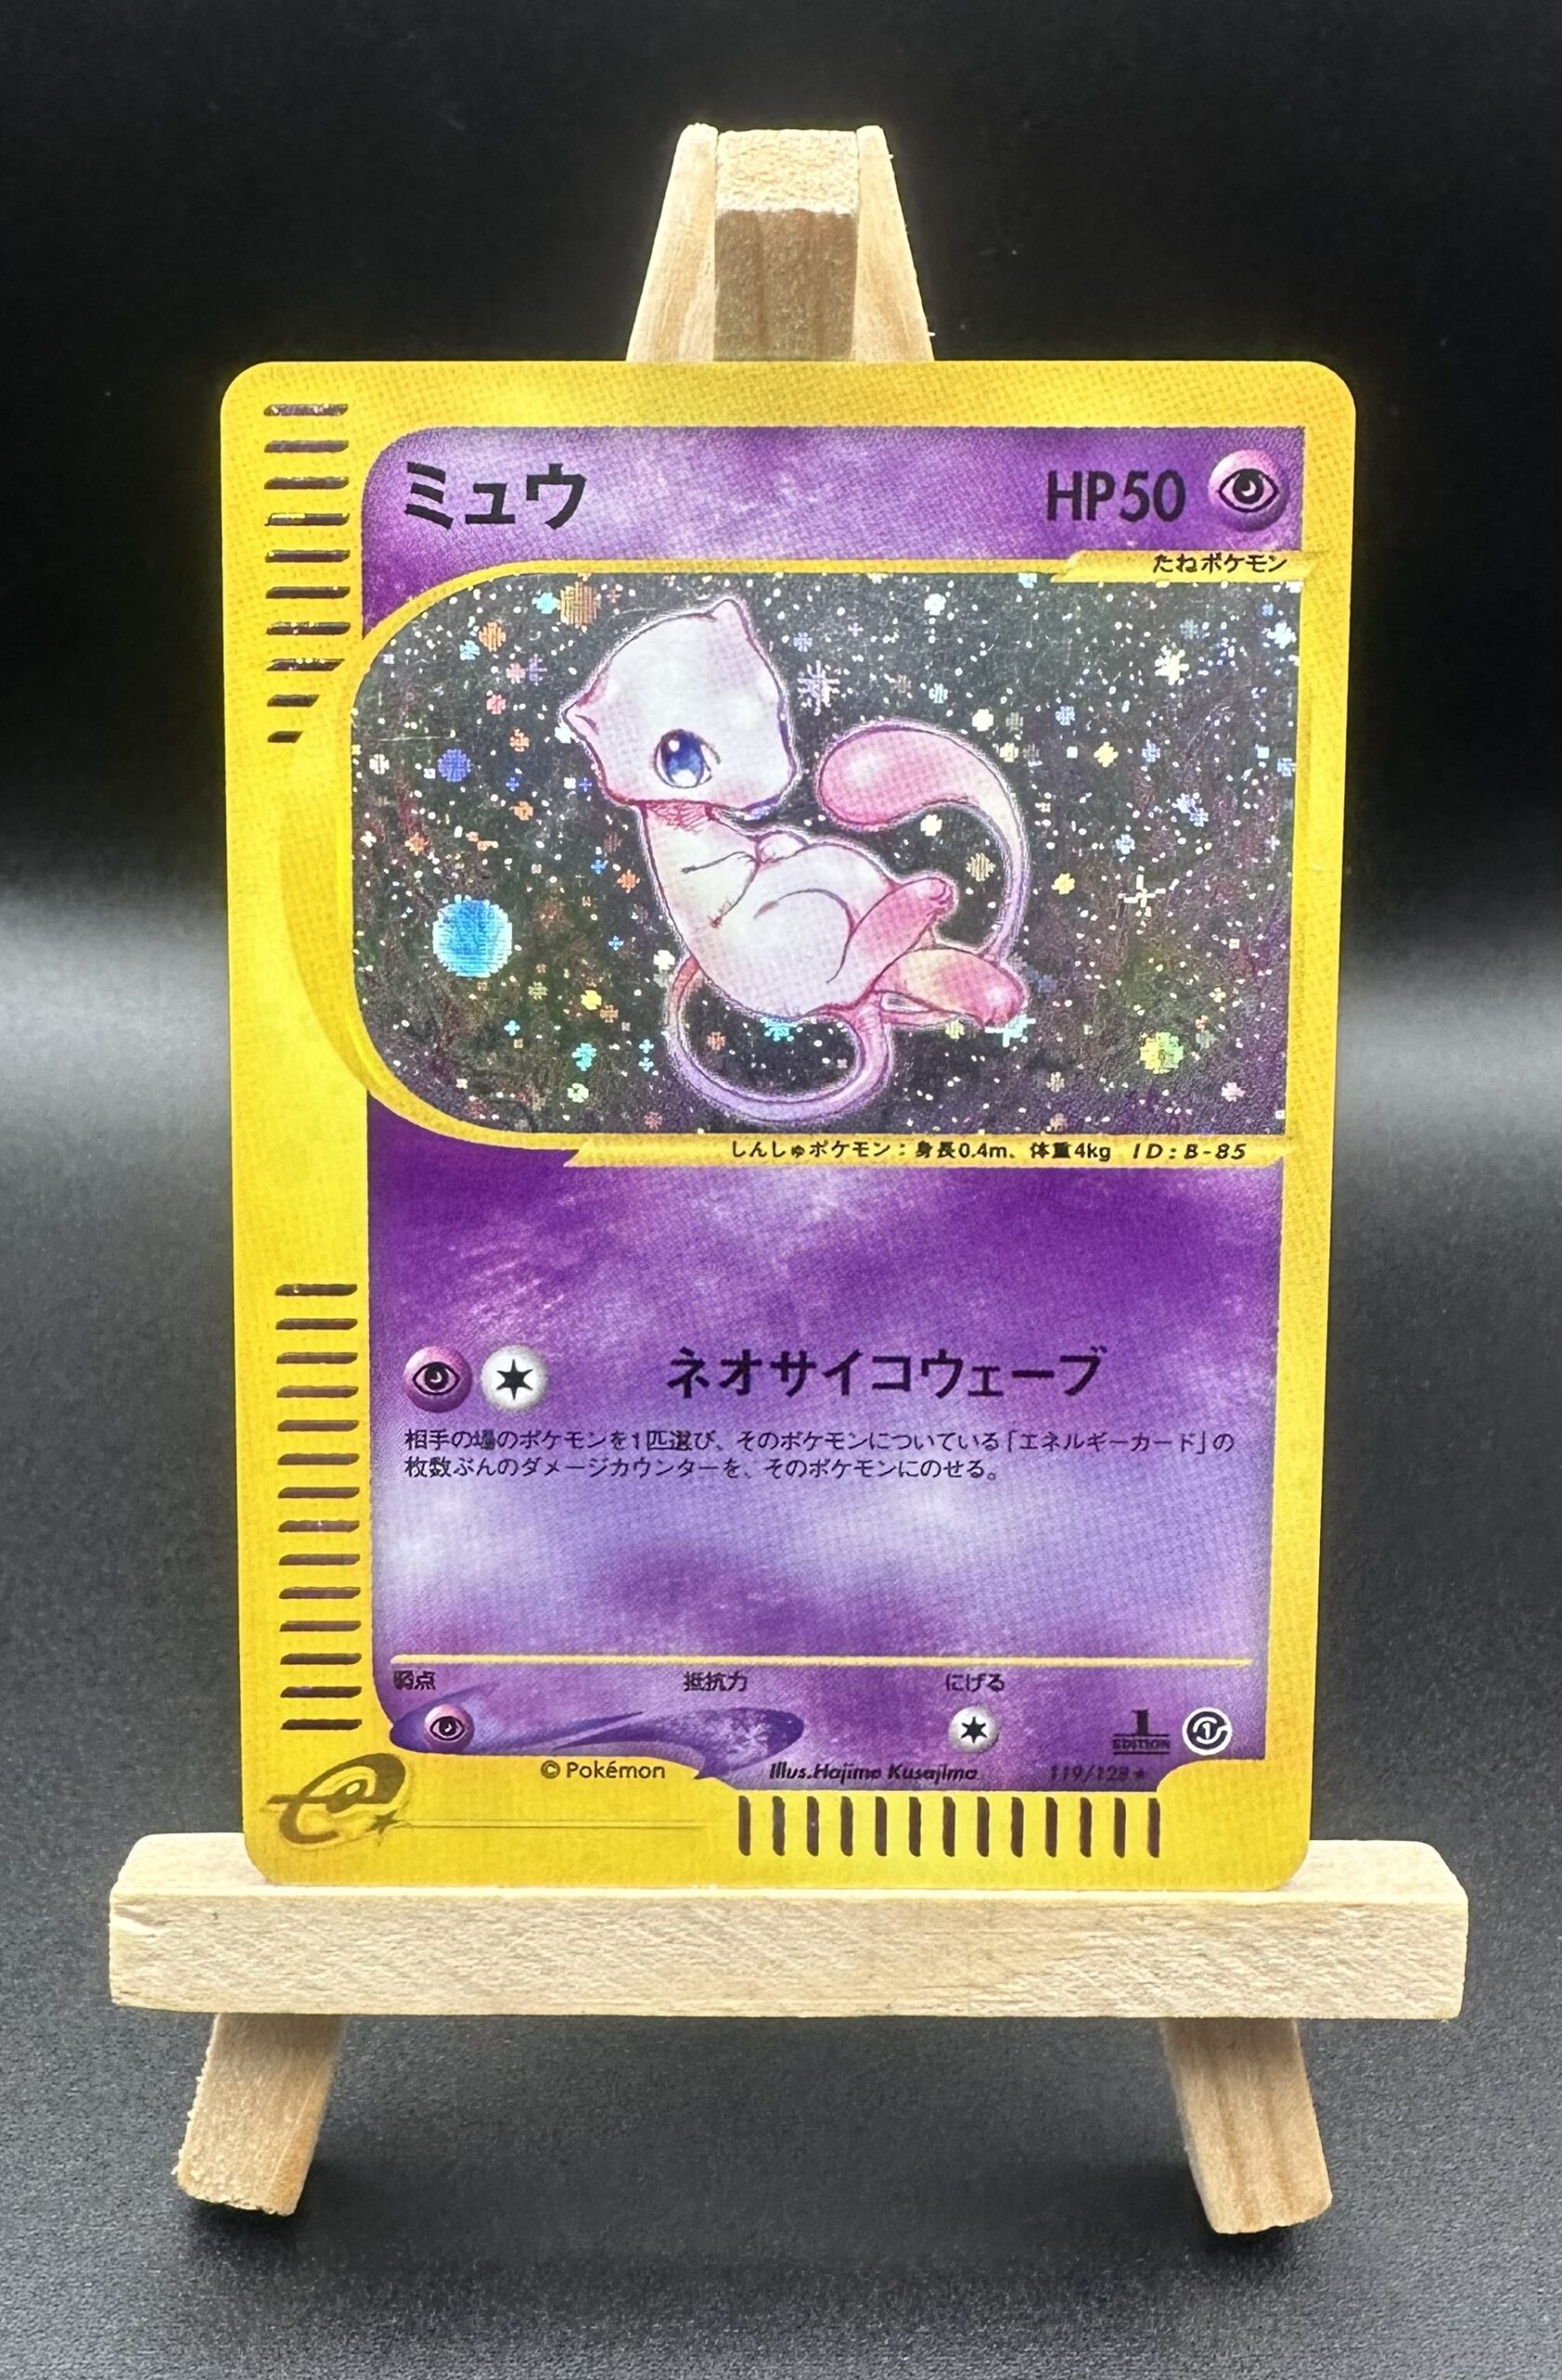 ミュウ
HP50
たねポケモン
しんしゅポケモン：身長0.4m、体重4kg ID:B-85
ネオサイコウェーブ
相手の場のポケモンを1匹選び、そのポケモンについている「エネルギーカード」の
枚数ぶんのダメージカウンターを、そのポケモンにのせる。
弱点 抵抗力 にげる
1
EDITION
©Pokémon Illus.Hajime Kusajima 119/128★
e